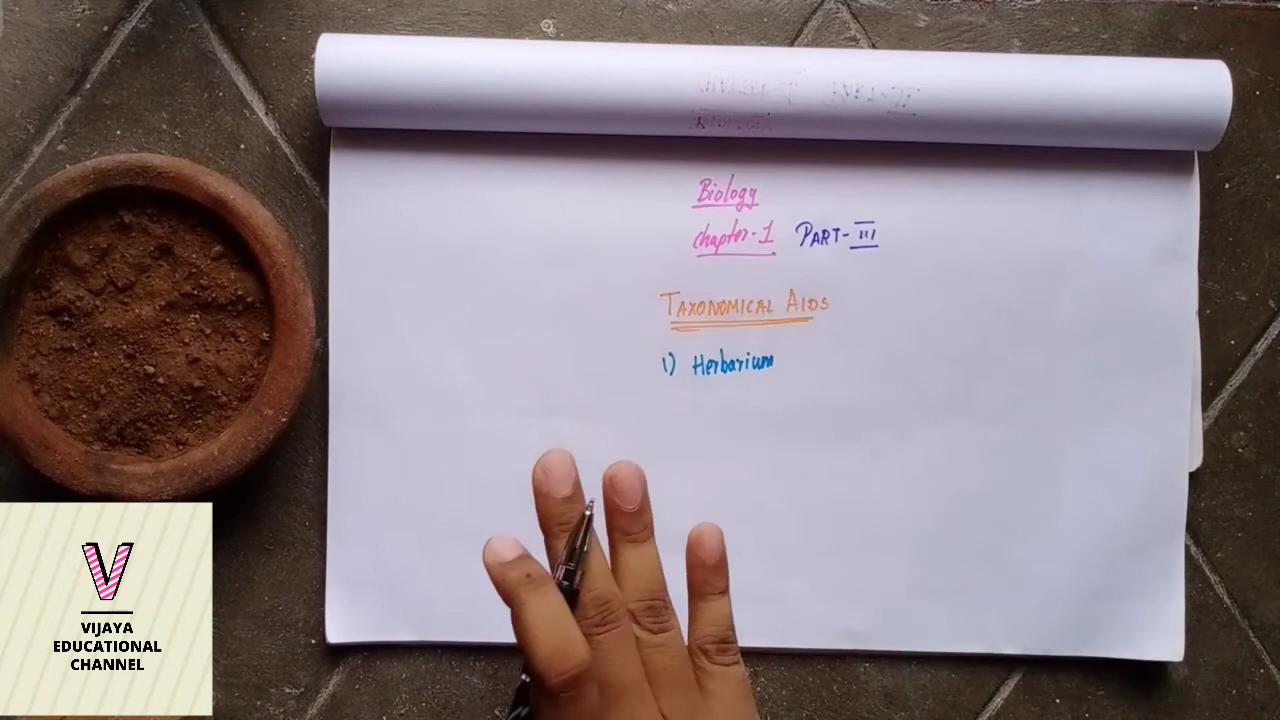 Biology
Chapter-1 PART-III
TAXONOMICAL AIDS
1) Herbarium
V
VIJAYA
EDUCATIONAL
CHANNEL